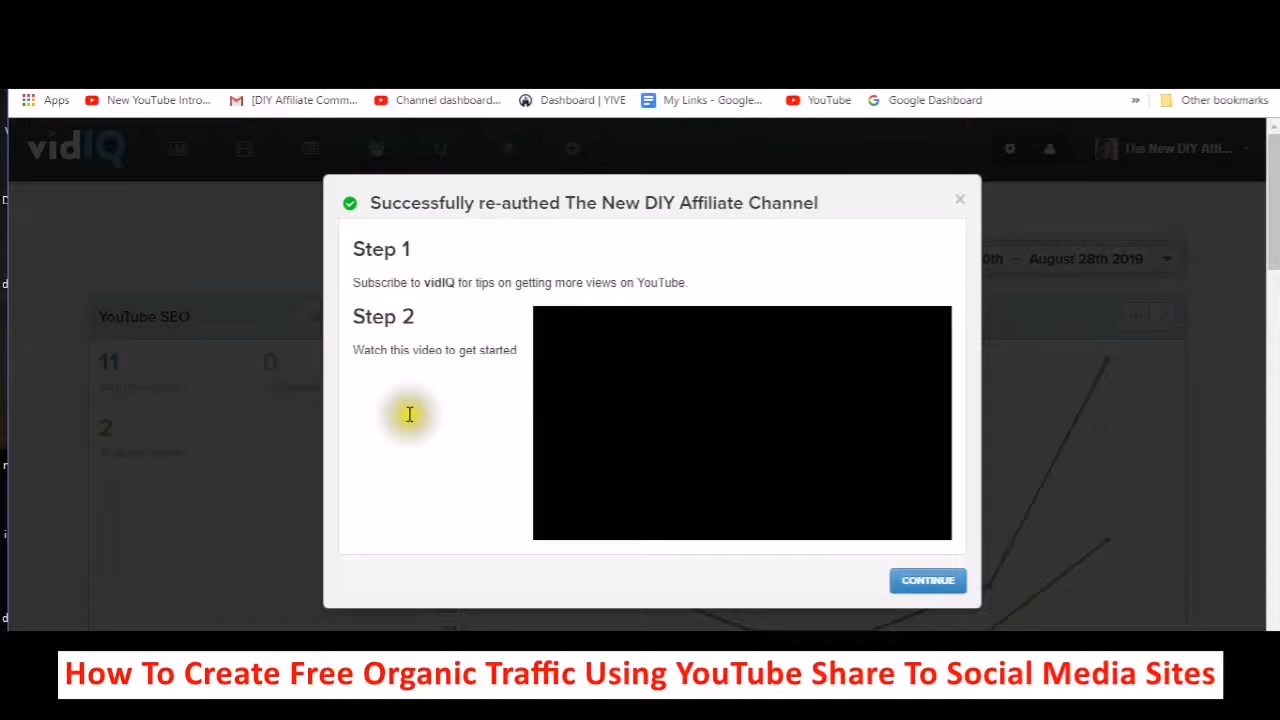 Apps
New YouTube Intro...
[DIY Affiliate Comm...
Channel dashboard...
Dashboard | YIVE
My Links - Google...
YouTube
Google Dashboard
»
Other bookmarks
vidIQ
The New DIY Affi...
Successfully re-authed The New DIY Affiliate Channel
×
Step 1
Subscribe to vidIQ for tips on getting more views on YouTube.
0th – August 28th 2019
Step 2
YouTube SEO
Watch this video to get started
11
0
2
CONTINUE
How To Create Free Organic Traffic Using YouTube Share To Social Media Sites